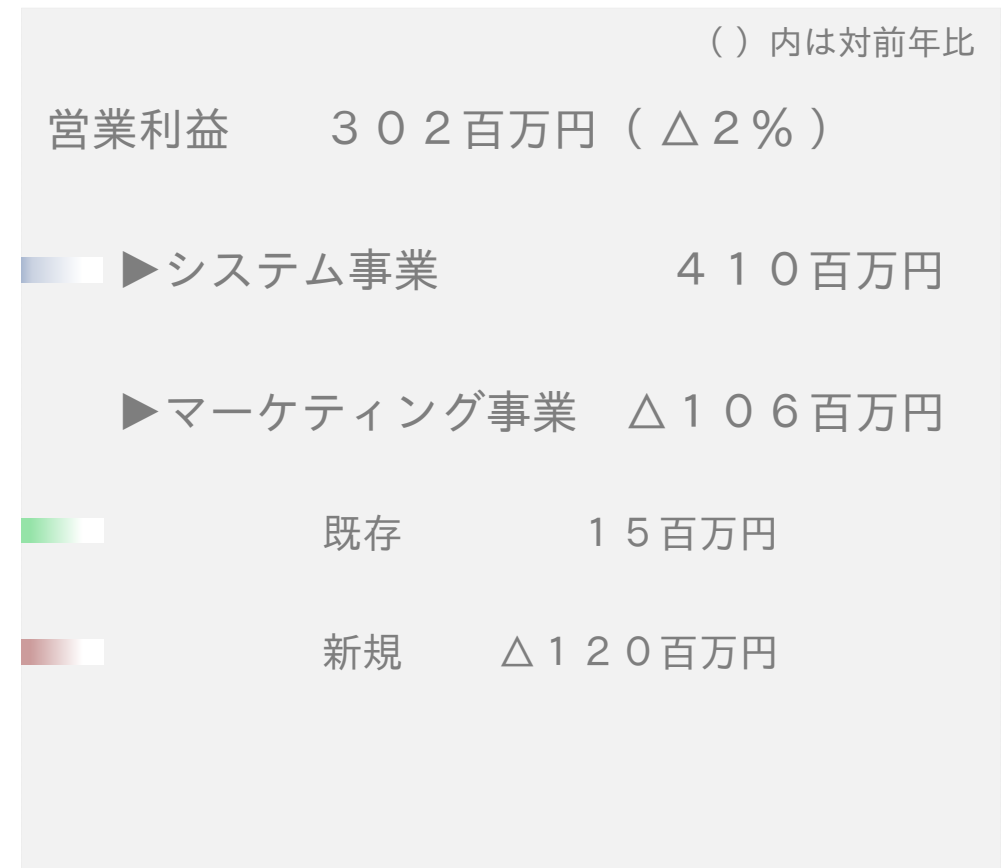 （ ）内は対前年比
営業利益　　３０２百万円（△２％）
▶システム事業　　　　　４１０百万円
▶マーケティング事業　△１０６百万円
既存　　　　　１５百万円
新規　　△１２０百万円